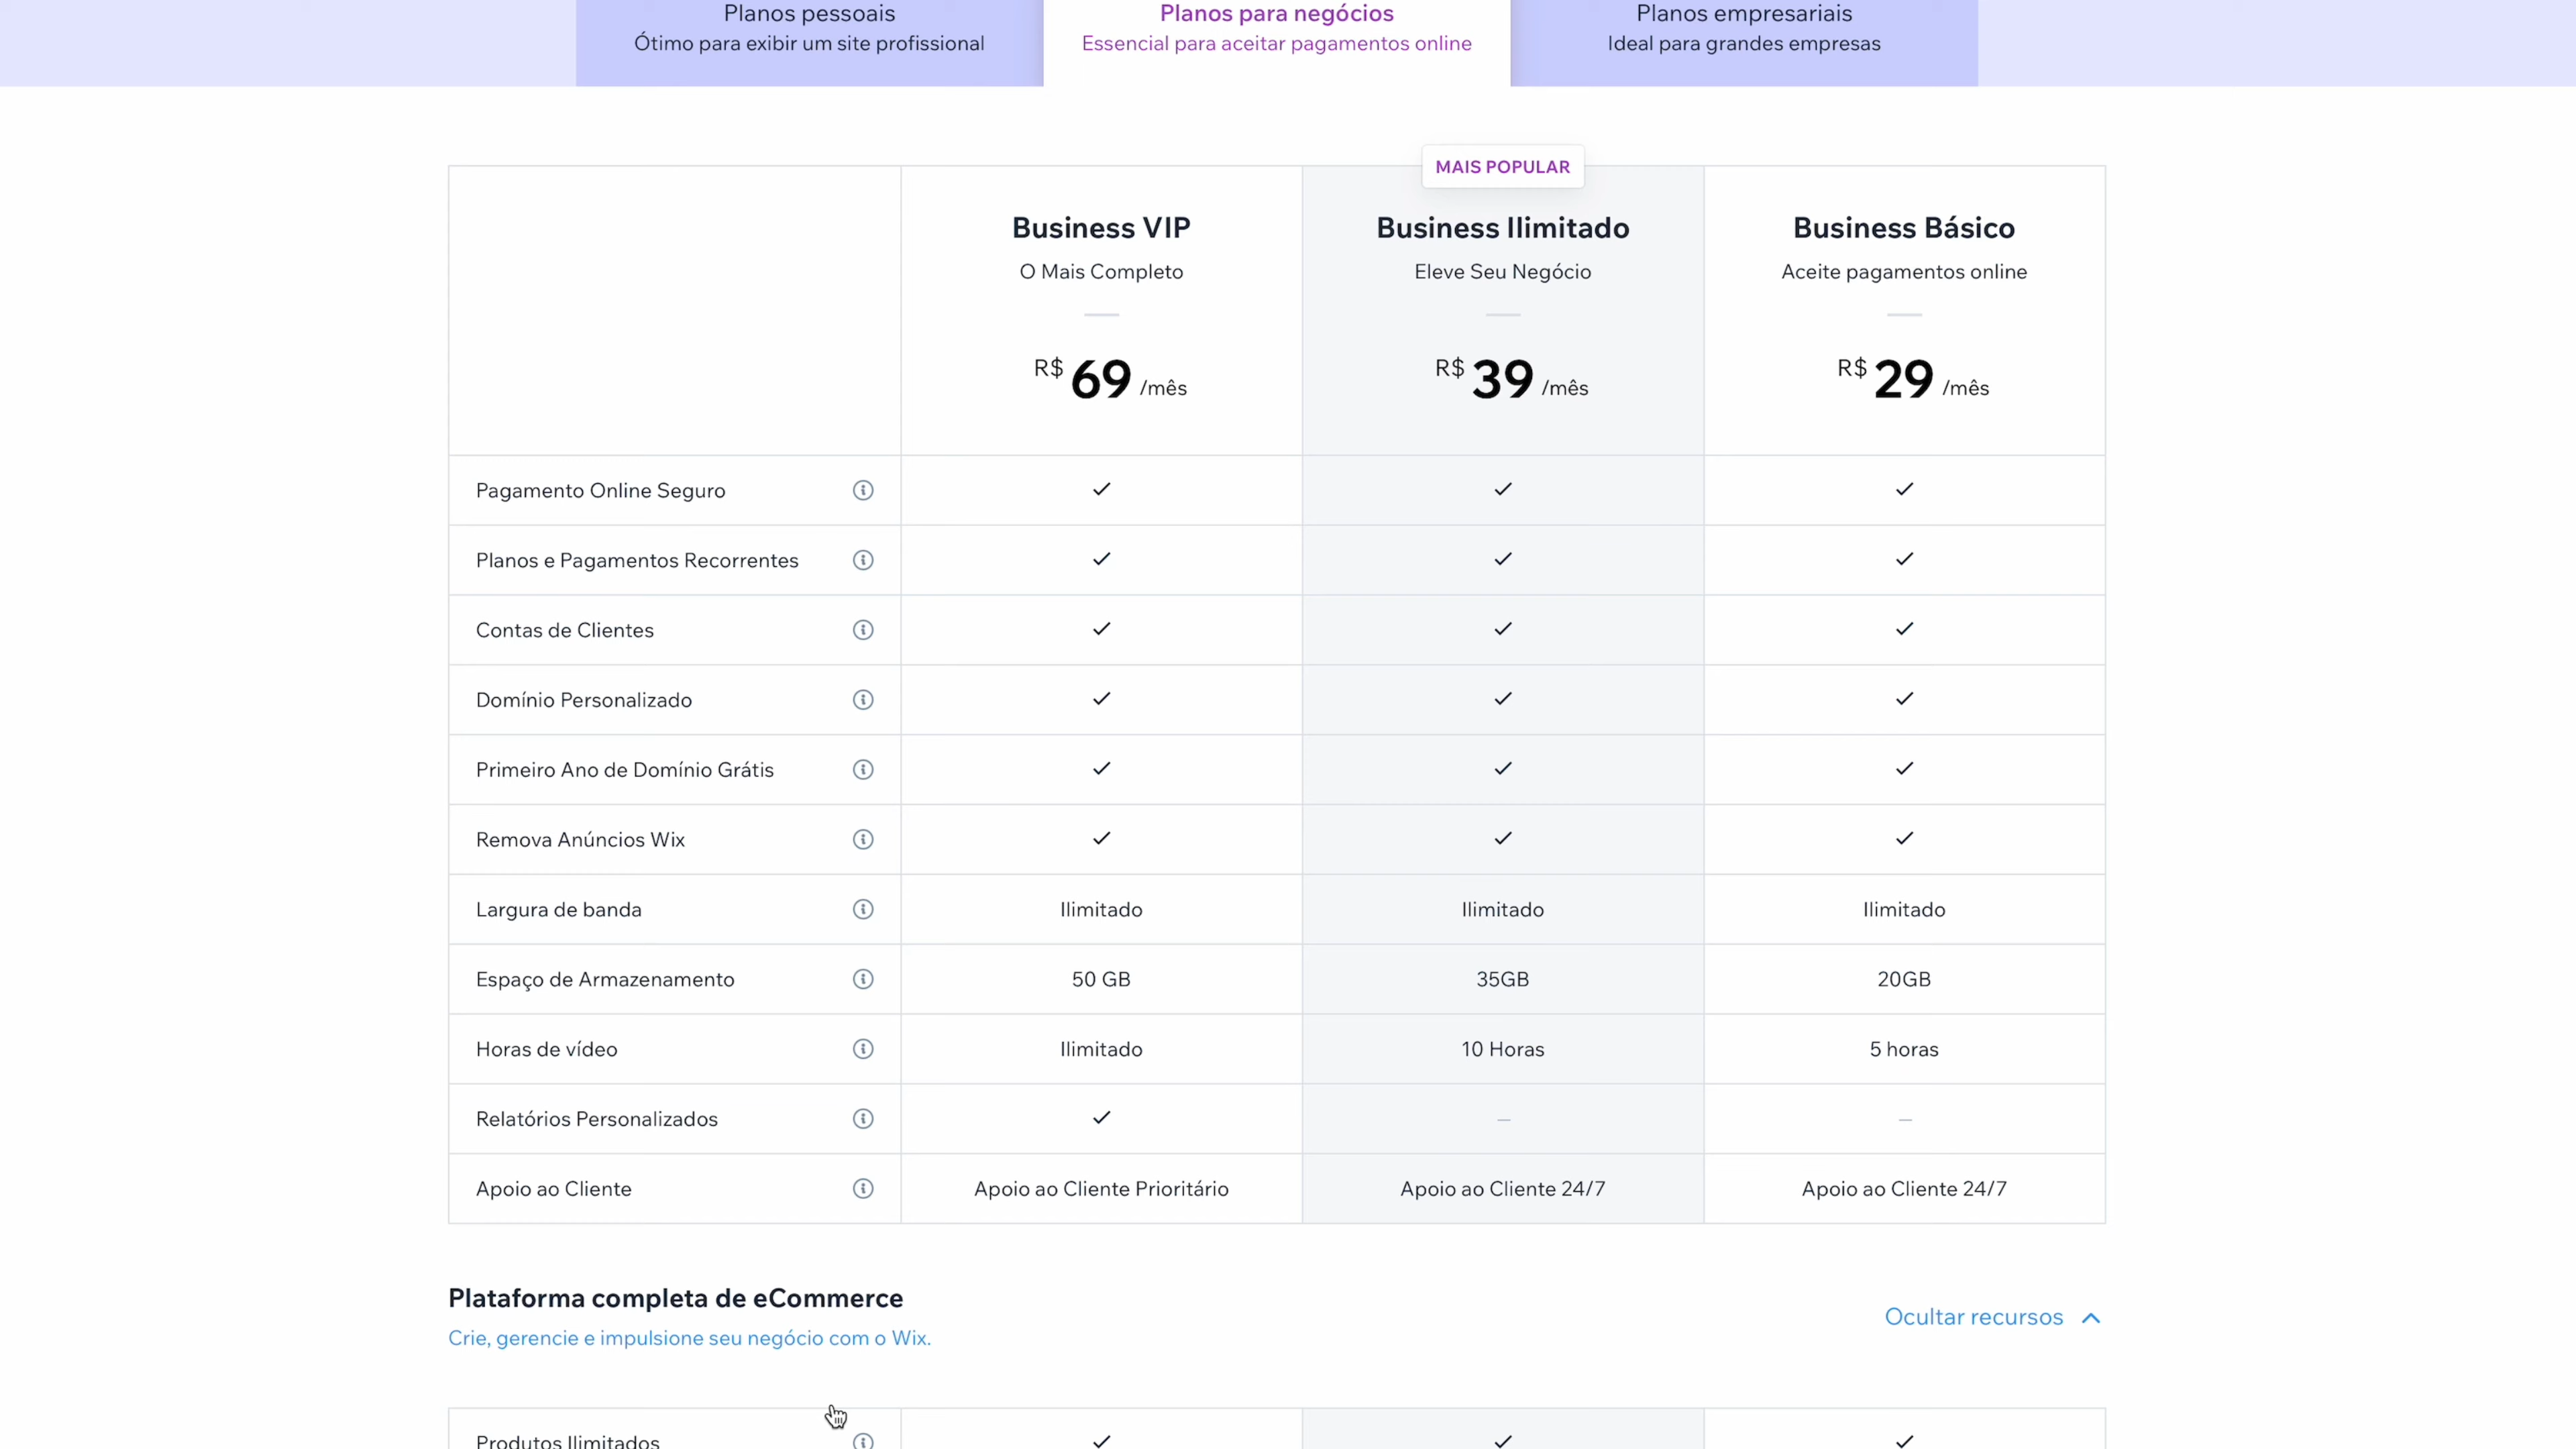 Planos pessoais
Ótimo para exibir um site profissional
Planos para negócios
Essencial para aceitar pagamentos online
Planos empresariais
Ideal para grandes empresas
MAIS POPULAR
Business VIP
O Mais Completo
R$ 69 /mês
Business Ilimitado
Eleve Seu Negócio
R$ 39 /mês
Business Básico
Aceite pagamentos online
R$ 29 /mês
Pagamento Online Seguro
Planos e Pagamentos Recorrentes
Contas de Clientes
Domínio Personalizado
Primeiro Ano de Domínio Grátis
Remova Anúncios Wix
Largura de banda Ilimitado Ilimitado Ilimitado
Espaço de Armazenamento 50 GB 35GB 20GB
Horas de vídeo Ilimitado 10 Horas 5 horas
Relatórios Personalizados – –
Apoio ao Cliente Apoio ao Cliente Prioritário Apoio ao Cliente 24/7 Apoio ao Cliente 24/7
Plataforma completa de eCommerce
Crie, gerencie e impulsione seu negócio com o Wix.
Ocultar recursos
Produtos Ilimitados